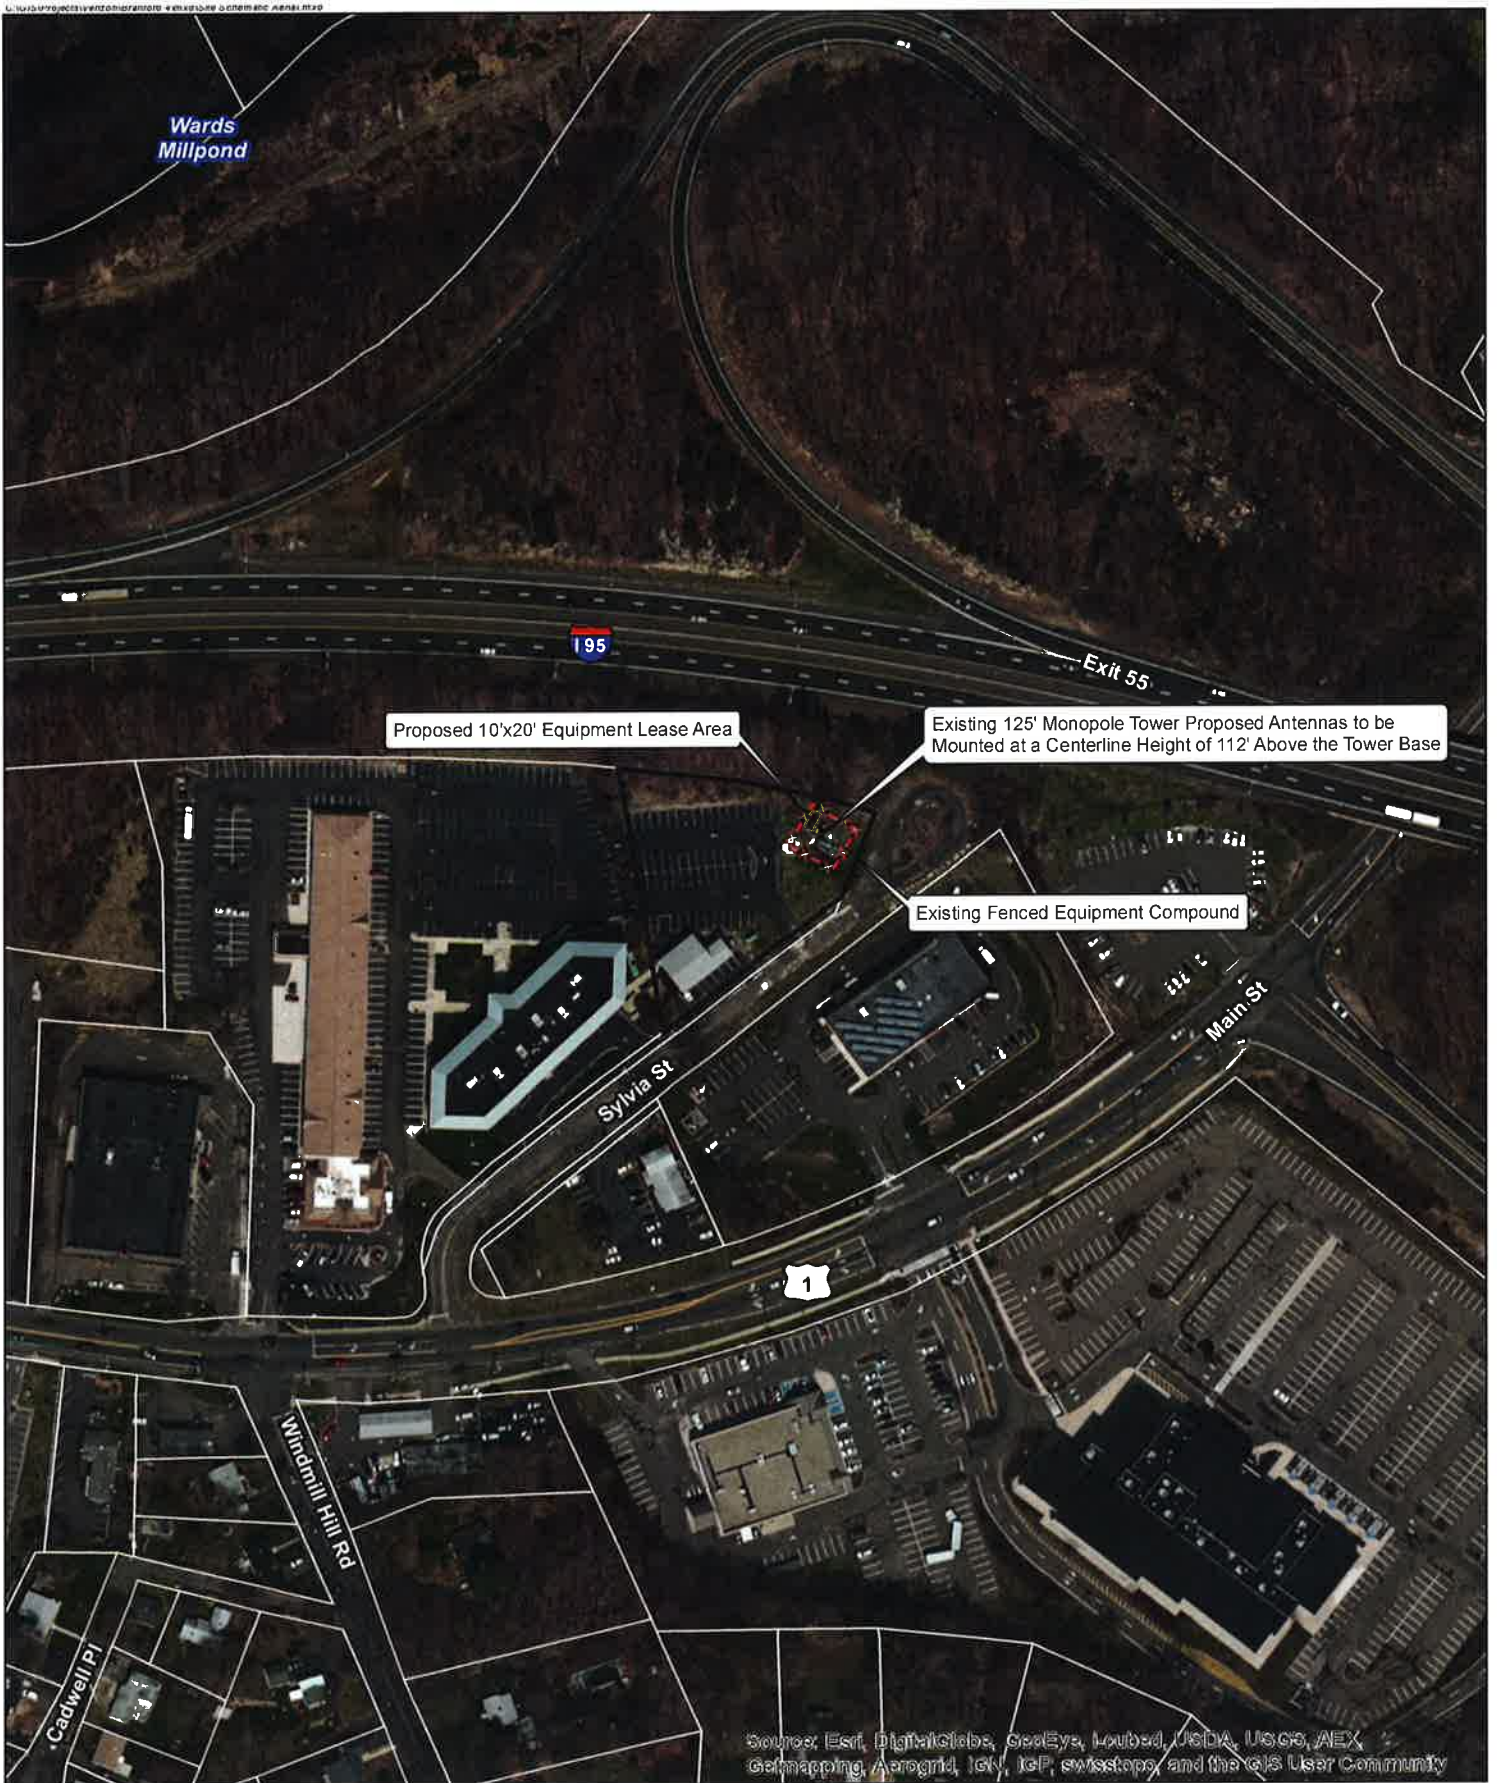 Wards
Millpond
I 95
Exit 55
Proposed 10'x20' Equipment Lease Area
Existing 125' Monopole Tower Proposed Antennas to be
Mounted at a Centerline Height of 112' Above the Tower Base
Existing Fenced Equipment Compound
Main St
Sylvia St
1
Windmill Hill Rd
Cadwell Pl
Source: Esri, DigitalGlobe, GeoEye, i-cubed, USDA, USGS, AEX,
Getmapping, Aerogrid, IGN, IGP, swisstopo, and the GIS User Community